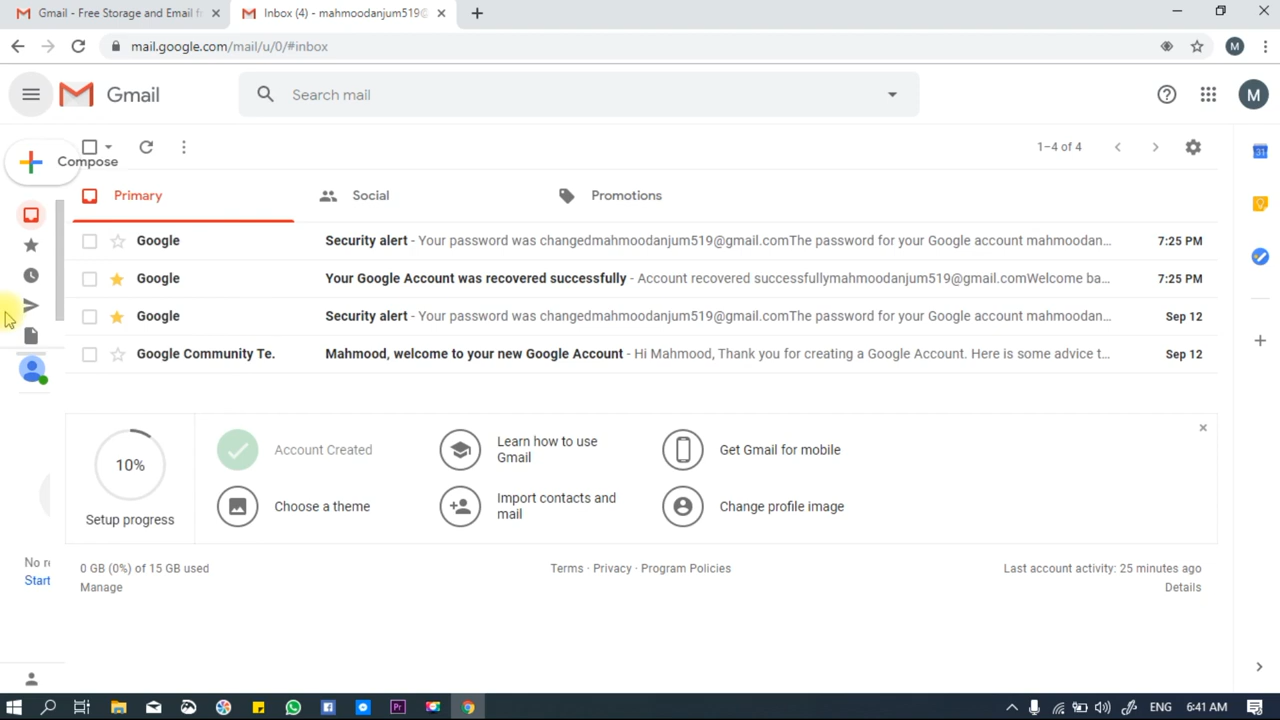 Gmail - Free Storage and Email f
Inbox (4) - mahmoodanjum519@
mail.google.com/mail/u/0/#inbox
M
Gmail
Search mail
M
Compose
1–4 of 4
31
Primary
Social
Promotions
Google Security alert - Your password was changedmahmoodanjum519@gmail.comThe password for your Google account mahmoodan... 7:25 PM
Google Your Google Account was recovered successfully - Account recovered successfullymahmoodanjum519@gmail.comWelcome ba... 7:25 PM
Google Security alert - Your password was changedmahmoodanjum519@gmail.comThe password for your Google account mahmoodan... Sep 12
Google Community Te. Mahmood, welcome to your new Google Account - Hi Mahmood, Thank you for creating a Google Account. Here is some advice t... Sep 12
10%
Setup progress
Account Created
Learn how to use
Gmail
Get Gmail for mobile
Choose a theme
Import contacts and
mail
Change profile image
No r
Start
0 GB (0%) of 15 GB used
Manage
Terms · Privacy · Program Policies
Last account activity: 25 minutes ago
Details
Pr
ENG
6:41 AM